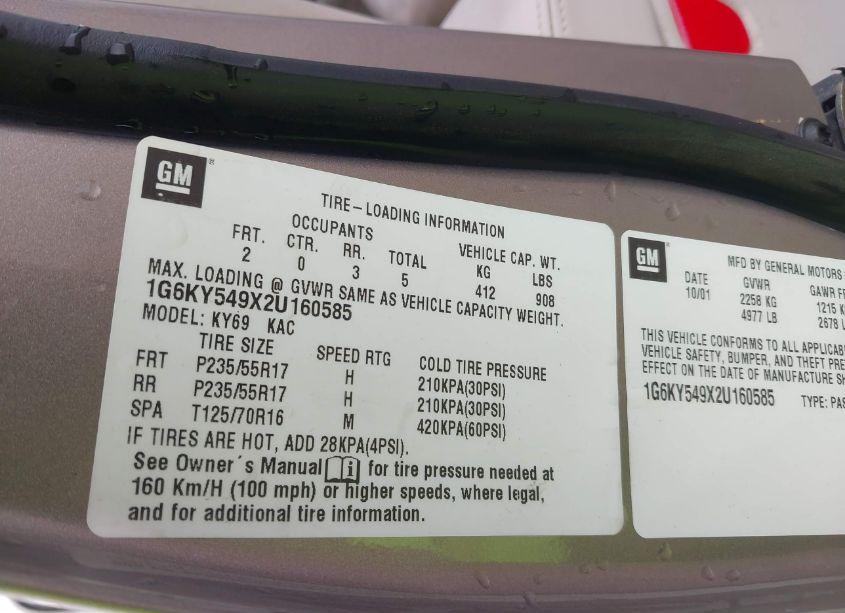 GM
TIRE-LOADING INFORMATION
OCCUPANTS VEHICLE CAP. WT.
FRT. CTR. RR. TOTAL KG LBS
2 0 3 5 412 908
MAX. LOADING @ GVWR SAME AS VEHICLE CAPACITY WEIGHT.
1G6KY549X2U160585
MODEL: KY69 KAC
TIRE SIZE SPEED RTG COLD TIRE PRESSURE
FRT P235/55R17 H 210KPA(30PSI)
RR P235/55R17 H 210KPA(30PSI)
SPA T125/70R16 M 420KPA(60PSI)
IF TIRES ARE HOT, ADD 28KPA(4PSI).
See Owner's Manual i for tire pressure needed at
160 Km/H (100 mph) or higher speeds, where legal,
and for additional tire information.
GM
MFD BY GENERAL MOTORS
DATE GVWR GAWR
10/01 2258 KG 1215
4977 LB 2678
THIS VEHICLE CONFORMS TO ALL
VEHICLE SAFETY, BUMPER, AND THEFT
EFFECT ON THE DATE OF MANUFACTURE
1G6KY549X2U160585 TYPE: